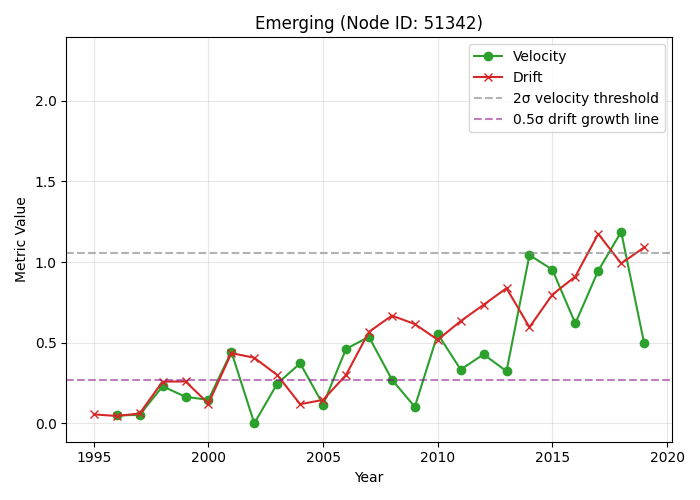 Emerging (Node ID: 51342)
Velocity
Drift
2σ velocity threshold
0.5σ drift growth line
Metric Value
2.0
1.5
1.0
0.5
0.0
1995 2000 2005 2010 2015 2020
Year